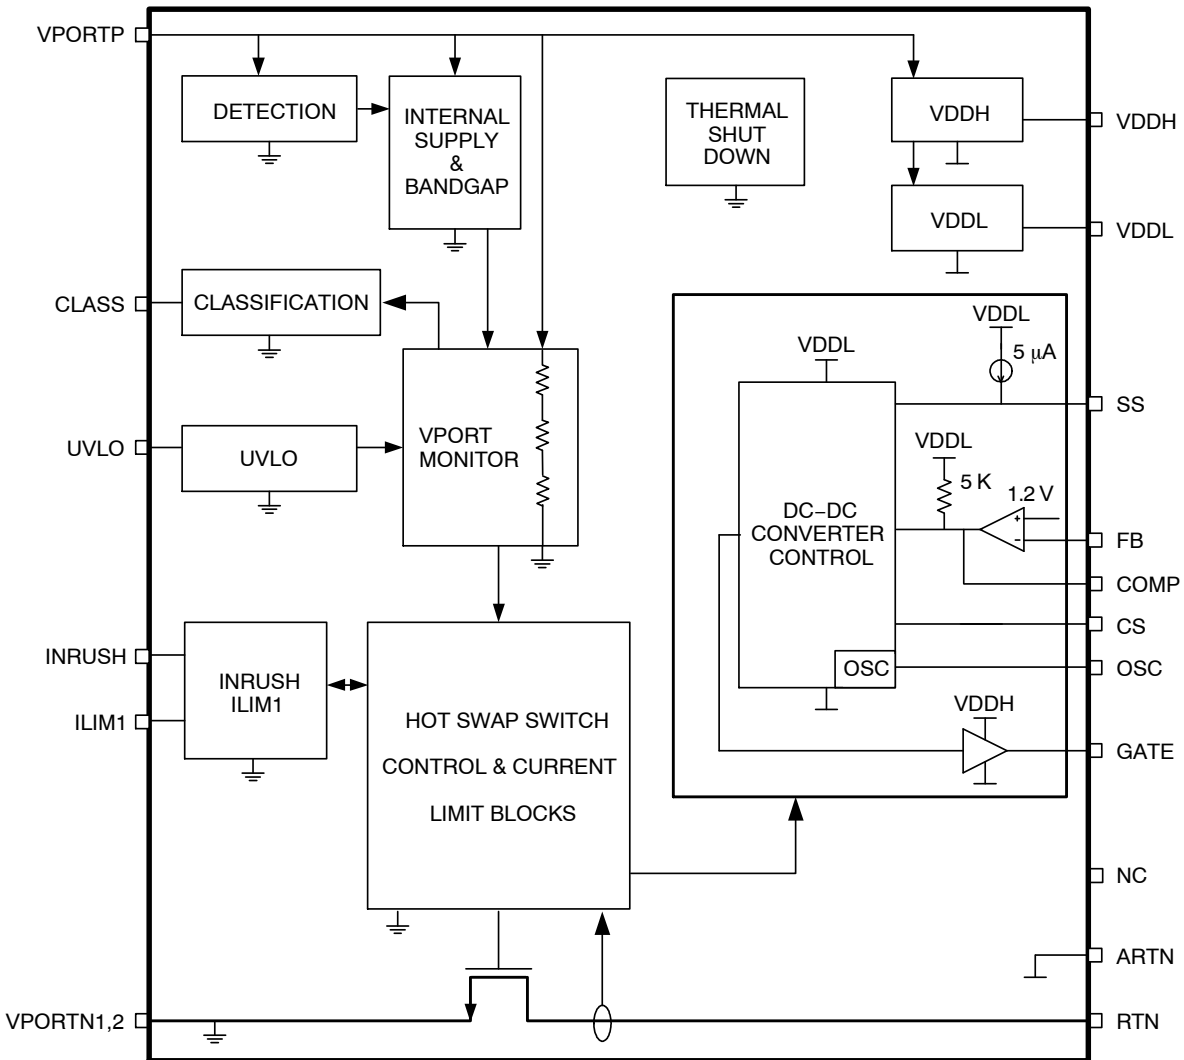 VPORTP
DETECTION
INTERNAL
SUPPLY
&
BANDGAP
THERMAL
SHUT
DOWN
VDDH
VDDH
VDDL
VDDL
CLASS
CLASSIFICATION
UVLO
UVLO
VPORT
MONITOR
VDDL
VDDL
5 μA
SS
VDDL
5 K
1.2 V
+
−
FB
DC−DC
CONVERTER
CONTROL
COMP
CS
OSC
OSC
VDDH
GATE
INRUSH
ILIM1
INRUSH
ILIM1
HOT SWAP SWITCH
CONTROL & CURRENT
LIMIT BLOCKS
NC
ARTN
VPORTN1,2
RTN